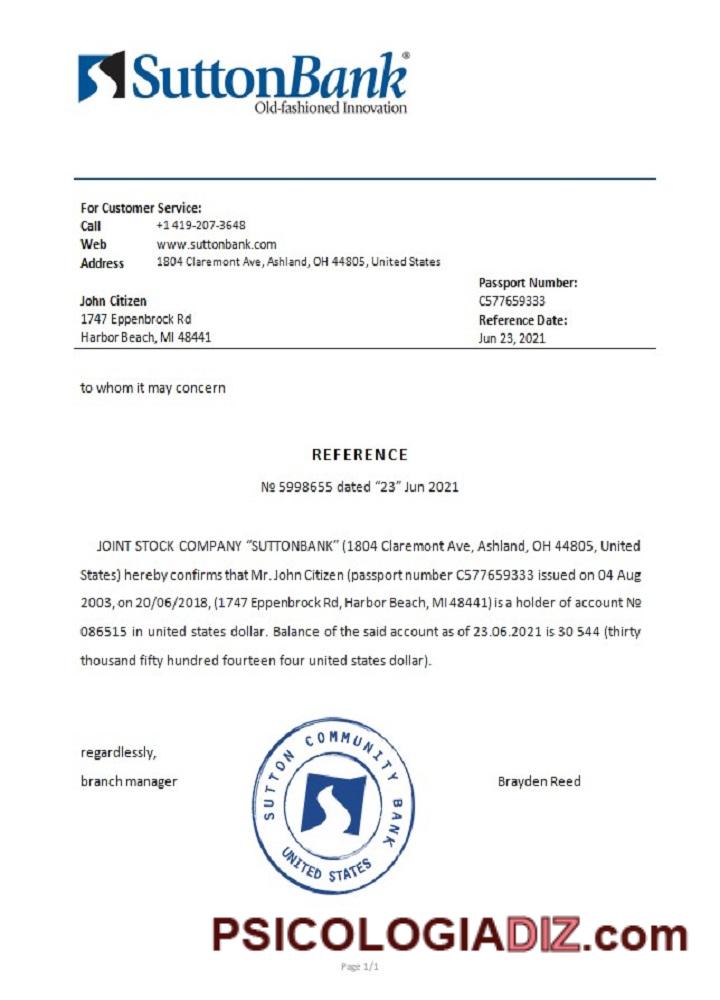 SuttonBank®
Old-fashioned Innovation
For Customer Service:
Call +1 419-207-3648
Web www.suttonbank.com
Address 1804 Claremont Ave, Ashland, OH 44805, United States
Passport Number:
John Citizen C577659333
1747 Eppenbrock Rd Reference Date:
Harbor Beach, MI 48441 Jun 23, 2021
to whom it may concern
REFERENCE
№ 5998655 dated “23” Jun 2021
JOINT STOCK COMPANY “SUTTONBANK” (1804 Claremont Ave, Ashland, OH 44805, United
States) hereby confirms that Mr. John Citizen (passport number C577659333 issued on 04 Aug
2003, on 20/06/2018, (1747 Eppenbrock Rd, Harbor Beach, MI 48441) is a holder of account №
086515 in united states dollar. Balance of the said account as of 23.06.2021 is 30 544 (thirty
thousand fifty hundred fourteen four united states dollar).
regardlessly,
branch manager Brayden Reed
SUTTON COMMUNITY BANK
UNITED STATES
PSICOLOGIADIZ.com
Page 1/1